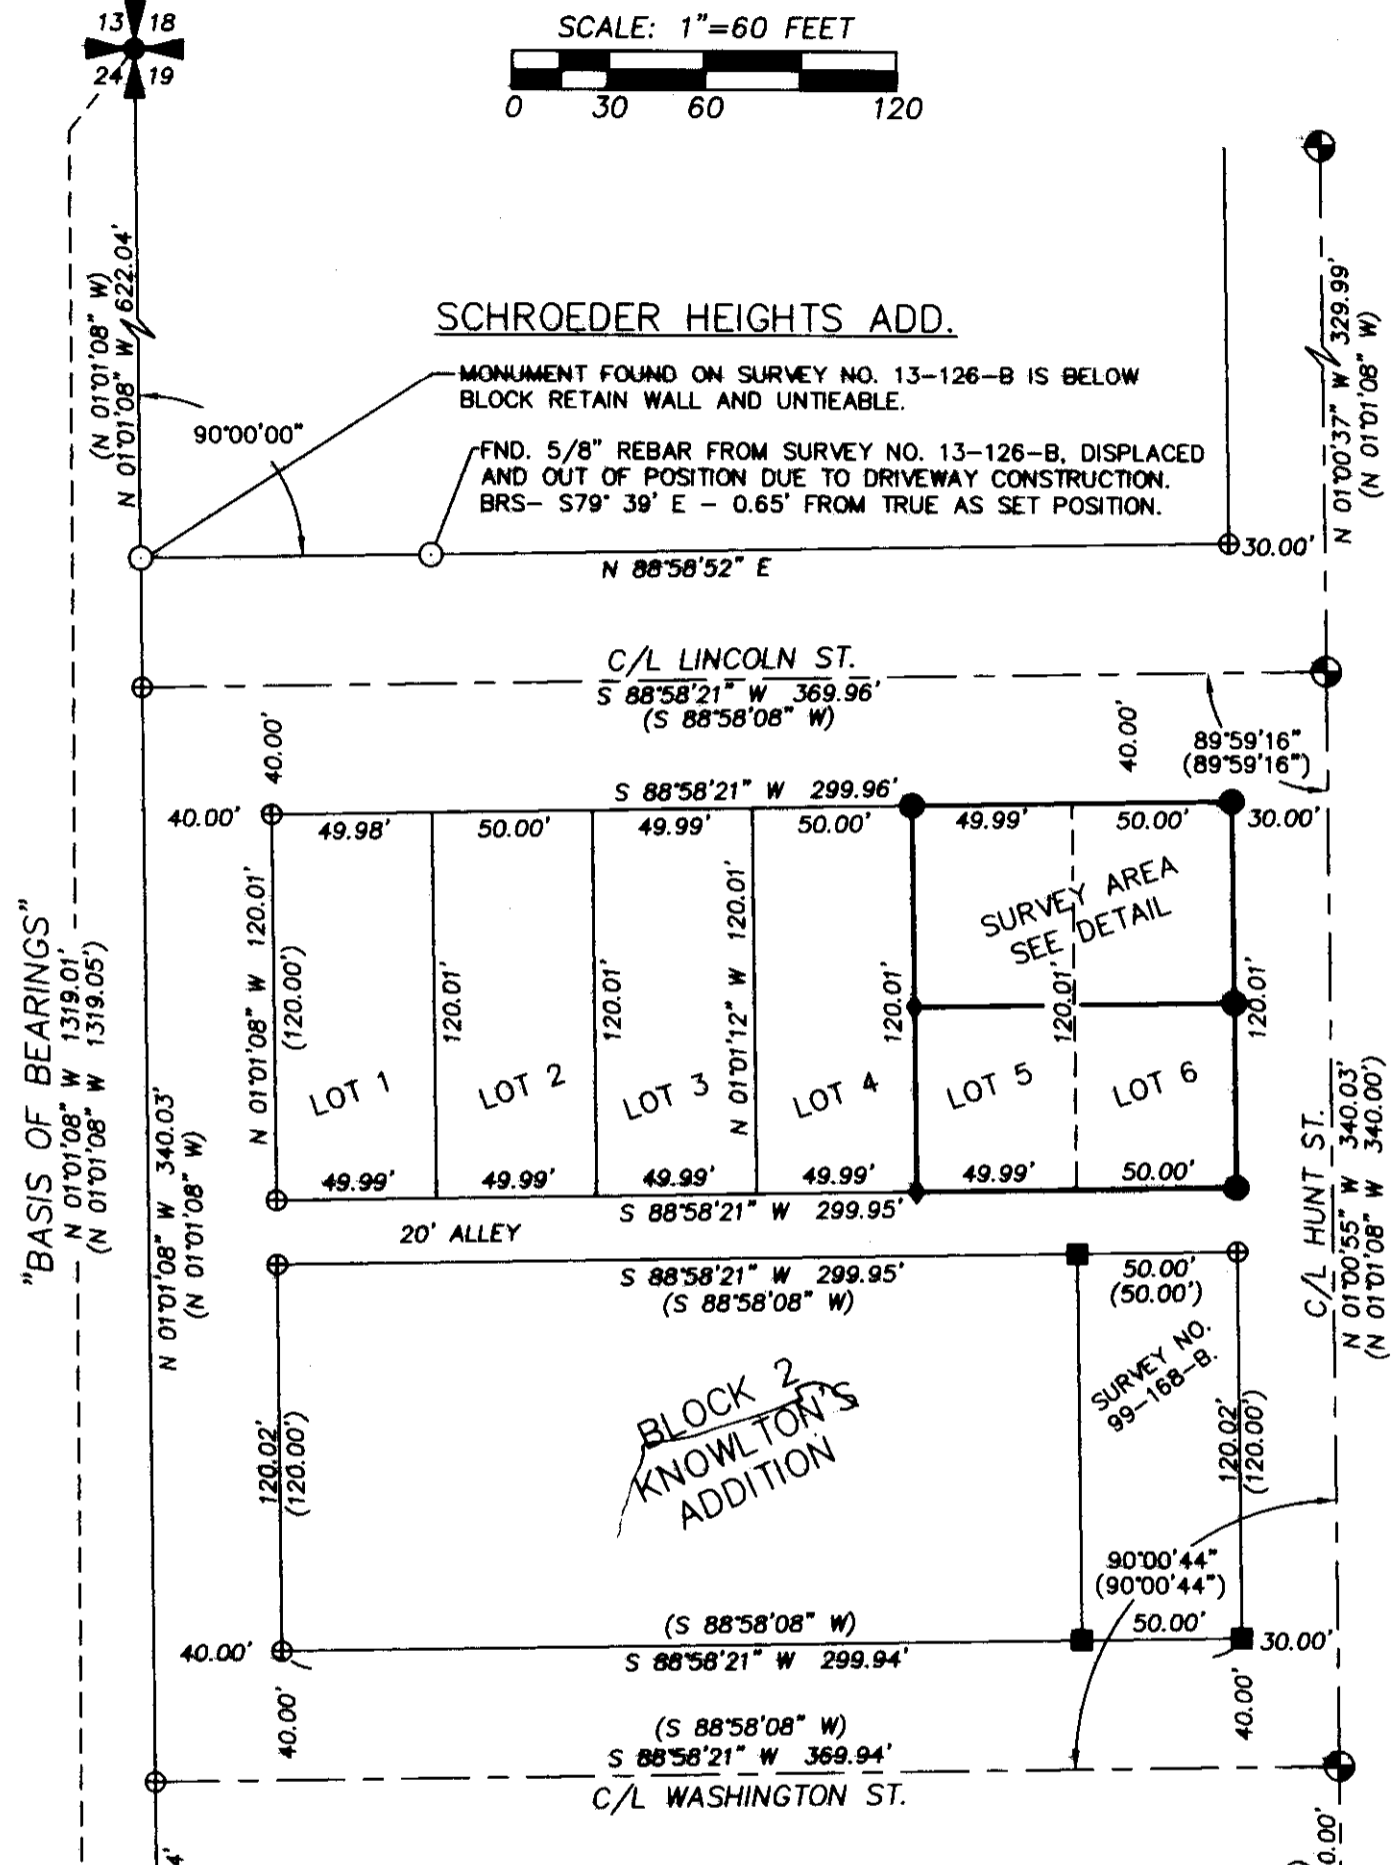 13 18
24 19
SCALE: 1"=60 FEET
0 30 60 120
(N 01°01'08" W)
N 01°01'08" W 622.04'
N 01°00'37" W 329.99'
(N 01°01'08" W)
SCHROEDER HEIGHTS ADD.
MONUMENT FOUND ON SURVEY NO. 13-126-B IS BELOW
BLOCK RETAIN WALL AND UNTIEABLE.
90°00'00"
FND. 5/8" REBAR FROM SURVEY NO. 13-126-B, DISPLACED
AND OUT OF POSITION DUE TO DRIVEWAY CONSTRUCTION.
BRS- S79° 39' E - 0.65' FROM TRUE AS SET POSITION.
30.00'
N 88°58'52" E
C/L LINCOLN ST.
S 88°58'21" W 369.96'
(S 88°58'08" W)
40.00'
40.00'
89°59'16"
(89°59'16")
S 88°58'21" W 299.96'
40.00'
49.98' 50.00' 49.99' 50.00' 49.99' 50.00' 30.00'
SURVEY AREA
SEE DETAIL
N 01°01'08" W 120.01'
(120.00')
120.01'
120.01'
N 01°01'12" W 120.01'
120.01'
120.01'
120.01'
"BASIS OF BEARINGS"
N 01°01'08" W 1319.01'
(N 01°01'08" W 1319.05')
N 01°01'08" W 340.03'
(N 01°01'08" W)
LOT 1 LOT 2 LOT 3 LOT 4 LOT 5 LOT 6
49.99' 49.99' 49.99' 49.99' 49.99' 50.00'
S 88°58'21" W 299.95'
20' ALLEY
C/L HUNT ST.
N 01°00'55" W 340.03'
(N 01°01'08" W 340.00')
S 88°58'21" W 299.95'
(S 88°58'08" W)
50.00'
(50.00')
SURVEY NO.
99-168-B.
BLOCK 2
KNOWLTON'S
ADDITION
120.02'
(120.00')
120.02'
(120.00')
90°00'44"
(90°00'44")
(S 88°58'08" W)
50.00'
40.00'
S 88°58'21" W 299.94'
30.00'
40.00'
40.00'
(S 88°58'08" W)
S 88°58'21" W 369.94'
C/L WASHINGTON ST.
4'
0.00'
)